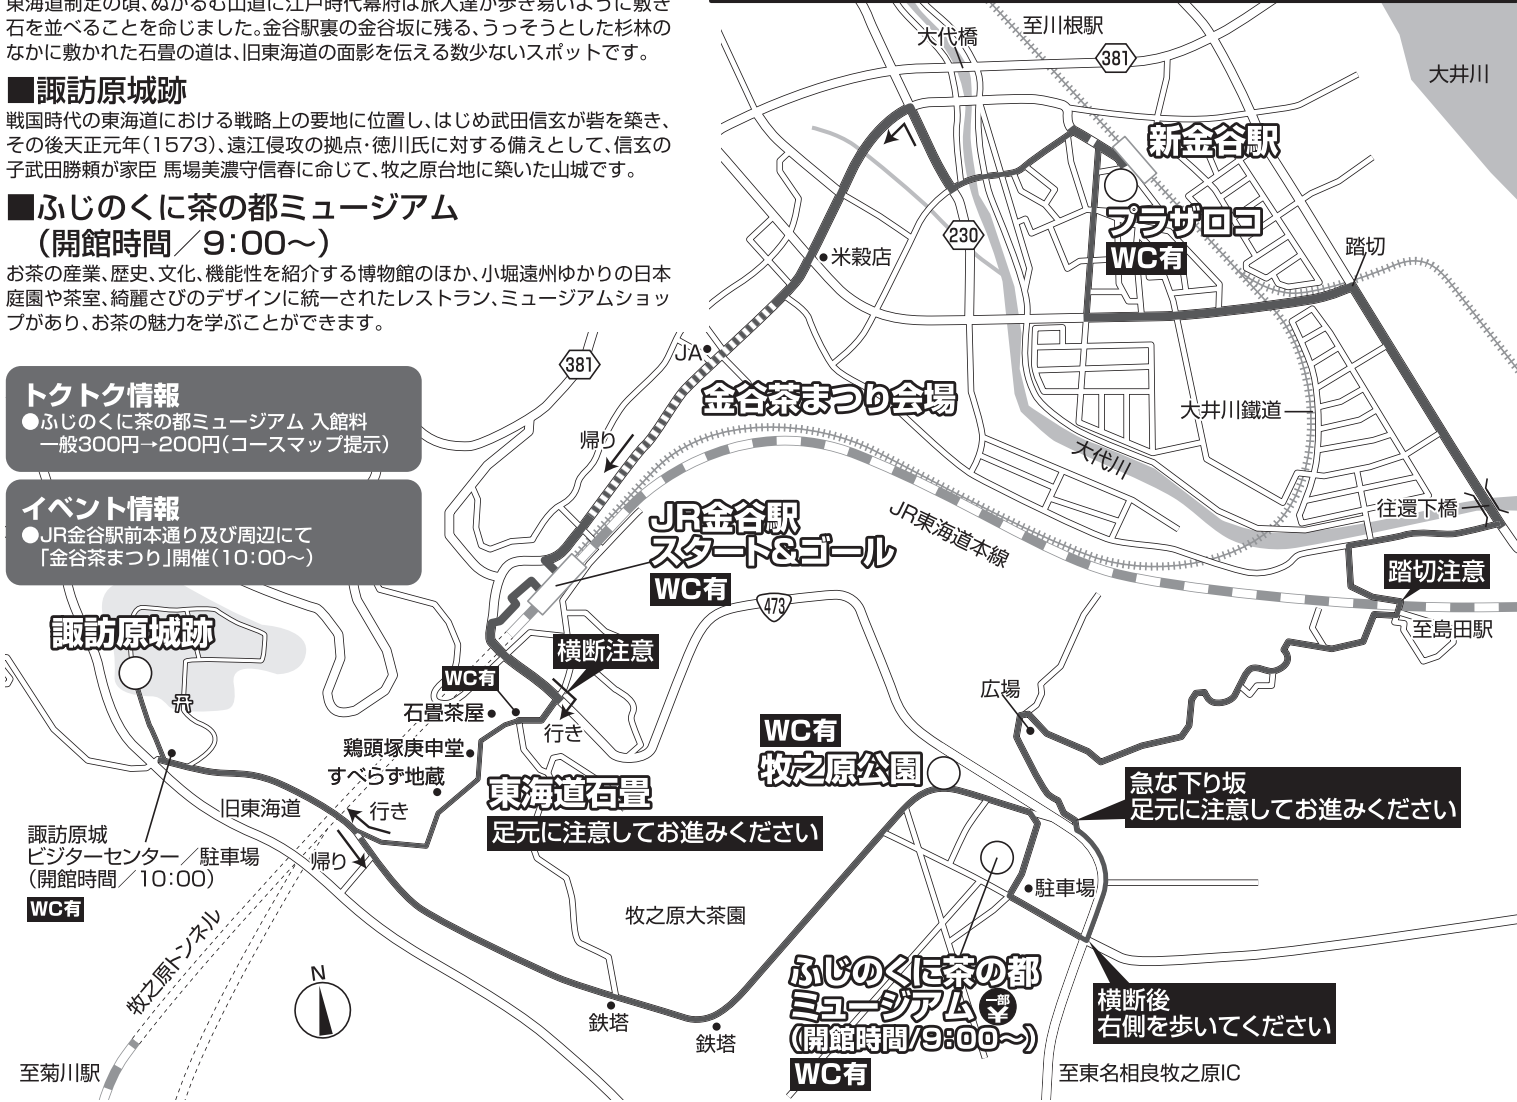 東海道制定の頃、ぬかるむ山道に江戸時代幕府は旅人達が歩き易いように敷き
石を並べることを命じました。金谷駅裏の金谷坂に残る、うっそうとした杉林の
なかに敷かれた石畳の道は、旧東海道の面影を伝える数少ないスポットです。
■諏訪原城跡
戦国時代の東海道における戦略上の要地に位置し、はじめ武田信玄が砦を築き、
その後天正元年(1573)、遠江侵攻の拠点・徳川氏に対する備えとして、信玄の
子武田勝頼が家臣 馬場美濃守信春に命じて、牧之原台地に築いた山城です。
■ふじのくに茶の都ミュージアム
(開館時間／9:00〜)
お茶の産業、歴史、文化、機能性を紹介する博物館のほか、小堀遠州ゆかりの日本
庭園や茶室、綺麗さびのデザインに統一されたレストラン、ミュージアムショッ
プがあり、お茶の魅力を学ぶことができます。
トクトク情報
●ふじのくに茶の都ミュージアム 入館料
一般300円→200円(コースマップ提示)
イベント情報
●JR金谷駅前本通り及び周辺にて
「金谷茶まつり」開催(10:00〜)
大代橋
至川根駅
381
大井川
新金谷駅
プラザロコ
WC有
230
米穀店
踏切
JA
381
金谷茶まつり会場
大井川鐵道
帰り
大代川
往還下橋
JR金谷駅
スタート&ゴール
WC有
JR東海道本線
踏切注意
473
至島田駅
諏訪原城跡
横断注意
WC有
石畳茶屋
行き
広場
鶏頭塚庚申堂
すべらず地蔵
WC有
牧之原公園
東海道石畳
足元に注意してお進みください
急な下り坂
足元に注意してお進みください
旧東海道
行き
帰り
諏訪原城
ビジターセンター／駐車場
(開館時間／10:00)
WC有
駐車場
牧之原大茶園
牧之原トンネル
N
ふじのくに茶の都
ミュージアム
一部
(開館時間/9:00〜)
WC有
横断後
右側を歩いてください
鉄塔
鉄塔
至菊川駅
至東名相良牧之原IC